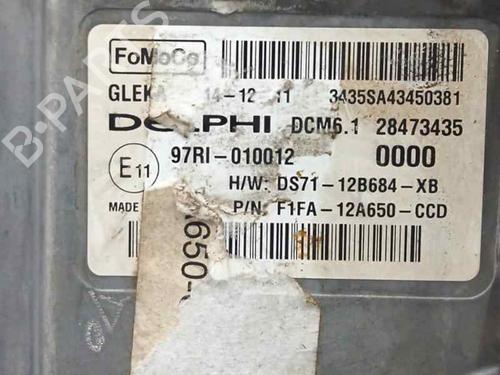 FoMoCo
GLEKA 14-12 11 3435SA43450381
DELPHI DCM6.1 28473435
E11 97RI-010012 0000
H/W: DS71-12B684-XB
MADE P/N: F1FA-12A650-CCD
650-
B-PARTS